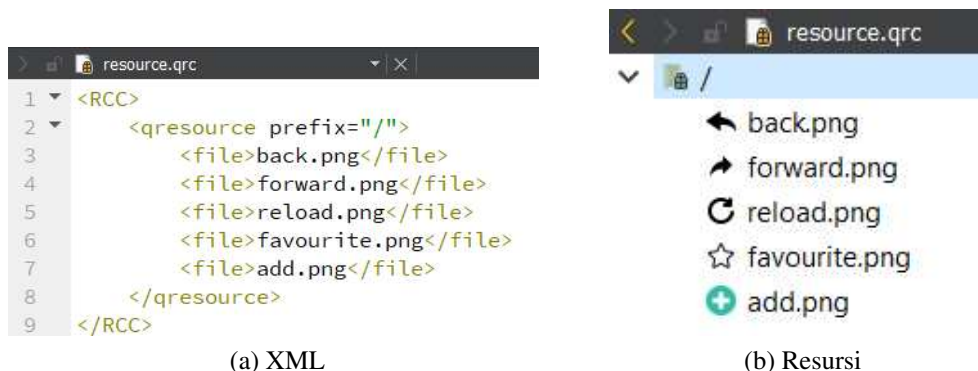 resource.qrc
1 <RCC>
2 <qresource prefix="/">
3 <file>back.png</file>
4 <file>forward.png</file>
5 <file>reload.png</file>
6 <file>favourite.png</file>
7 <file>add.png</file>
8 </qresource>
9 </RCC>
(a) XML
resource.qrc
/
back.png
forward.png
reload.png
favourite.png
add.png
(b) Resursi